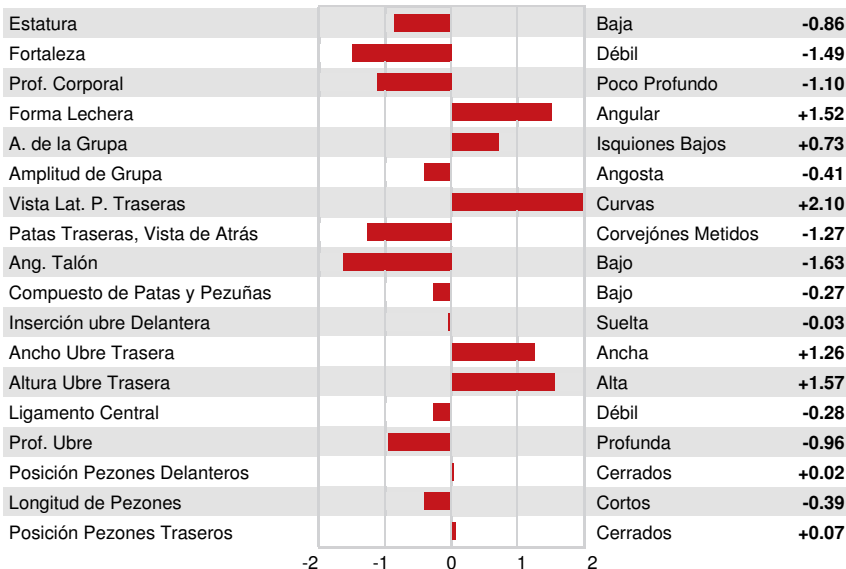 Estatura Baja -0.86
Fortaleza Débil -1.49
Prof. Corporal Poco Profundo -1.10
Forma Lechera Angular +1.52
A. de la Grupa Isquiones Bajos +0.73
Amplitud de Grupa Angosta -0.41
Vista Lat. P. Traseras Curvas +2.10
Patas Traseras, Vista de Atrás Corvejónes Metidos -1.27
Ang. Talón Bajo -1.63
Compuesto de Patas y Pezuñas Bajo -0.27
Inserción ubre Delantera Suelta -0.03
Ancho Ubre Trasera Ancha +1.26
Altura Ubre Trasera Alta +1.57
Ligamento Central Débil -0.28
Prof. Ubre Profunda -0.96
Posición Pezones Delanteros Cerrados +0.02
Longitud de Pezones Cortos -0.39
Posición Pezones Traseros Cerrados +0.07
-2 -1 0 1 2